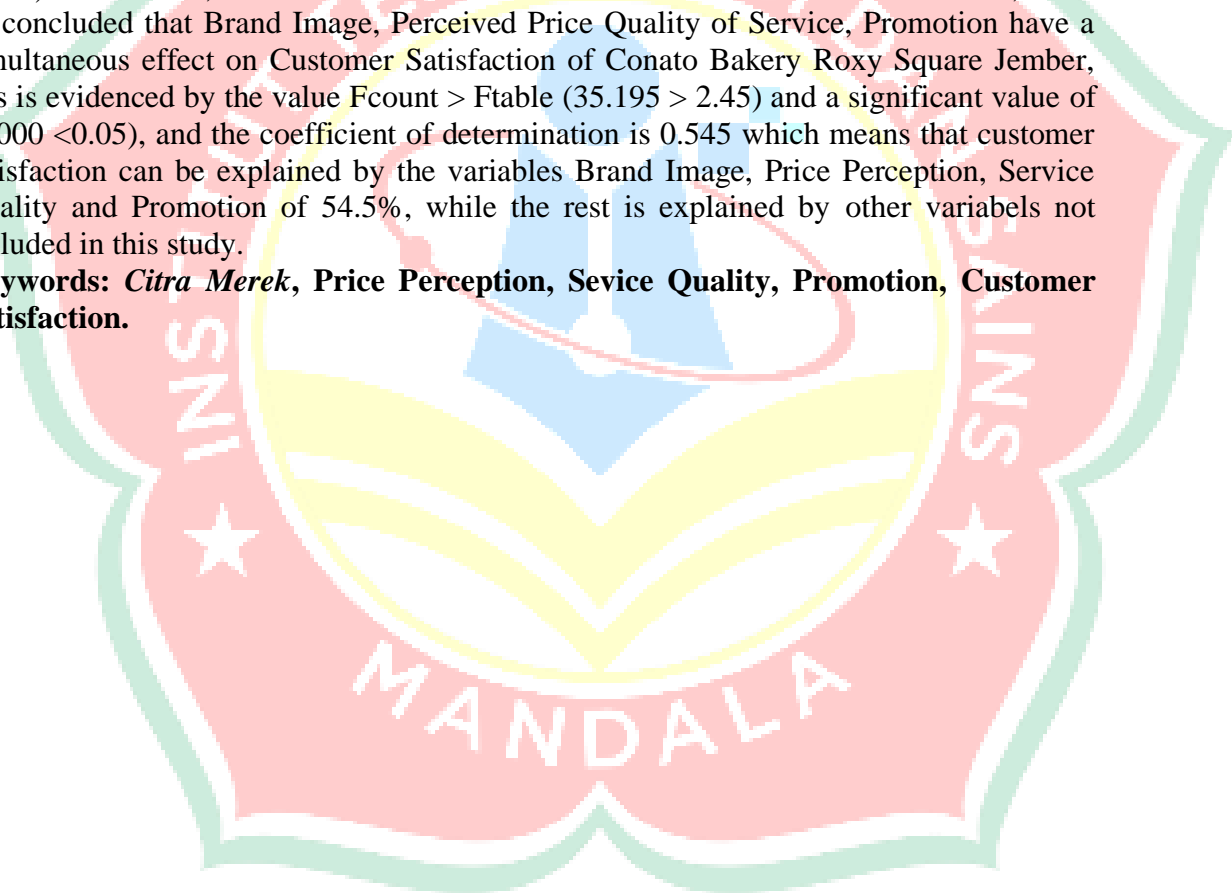 concluded that Brand Image, Perceived Price Quality of Service, Promotion have a
multaneous effect on Customer Satisfaction of Conato Bakery Roxy Square Jember,
s is evidenced by the value Fcount > Ftable (35.195 > 2.45) and a significant value of
000 <0.05), and the coefficient of determination is 0.545 which means that customer
isfaction can be explained by the variables Brand Image, Price Perception, Service
ality and Promotion of 54.5%, while the rest is explained by other variabels not
luded in this study.
ywords: Citra Merek, Price Perception, Sevice Quality, Promotion, Customer
tisfaction.
INSTITUT DAN SAINS
MANDALA